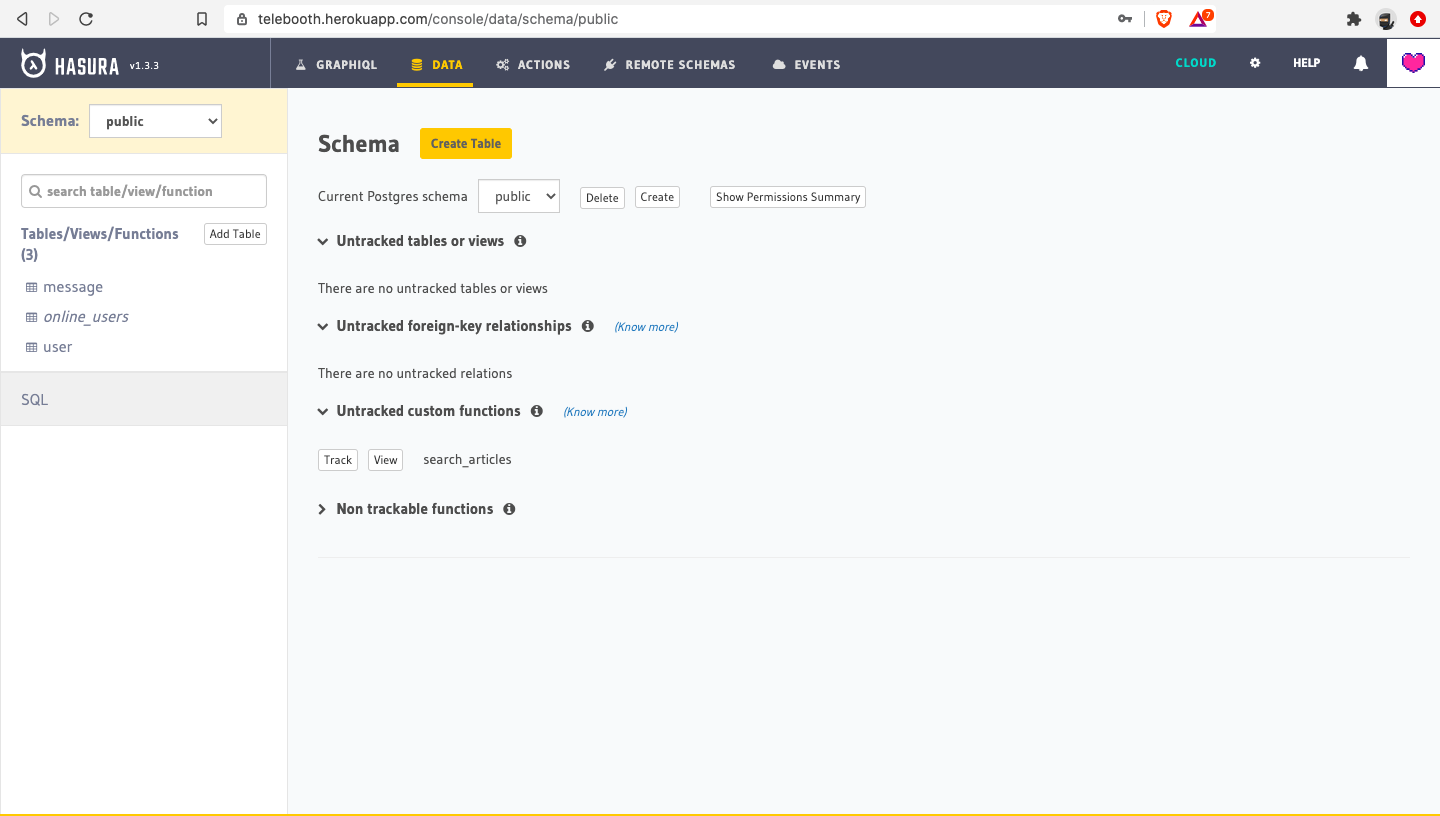 telebooth.herokuapp.com/console/data/schema/public
7
HASURA v1.3.3
GRAPHIQL
DATA
ACTIONS
REMOTE SCHEMAS
EVENTS
CLOUD
HELP
Schema: public
search table/view/function
Tables/Views/Functions
(3)
Add Table
message
online_users
user
SQL
Schema
Create Table
Current Postgres schema public Delete Create Show Permissions Summary
Untracked tables or views
There are no untracked tables or views
Untracked foreign-key relationships (Know more)
There are no untracked relations
Untracked custom functions (Know more)
Track View search_articles
Non trackable functions